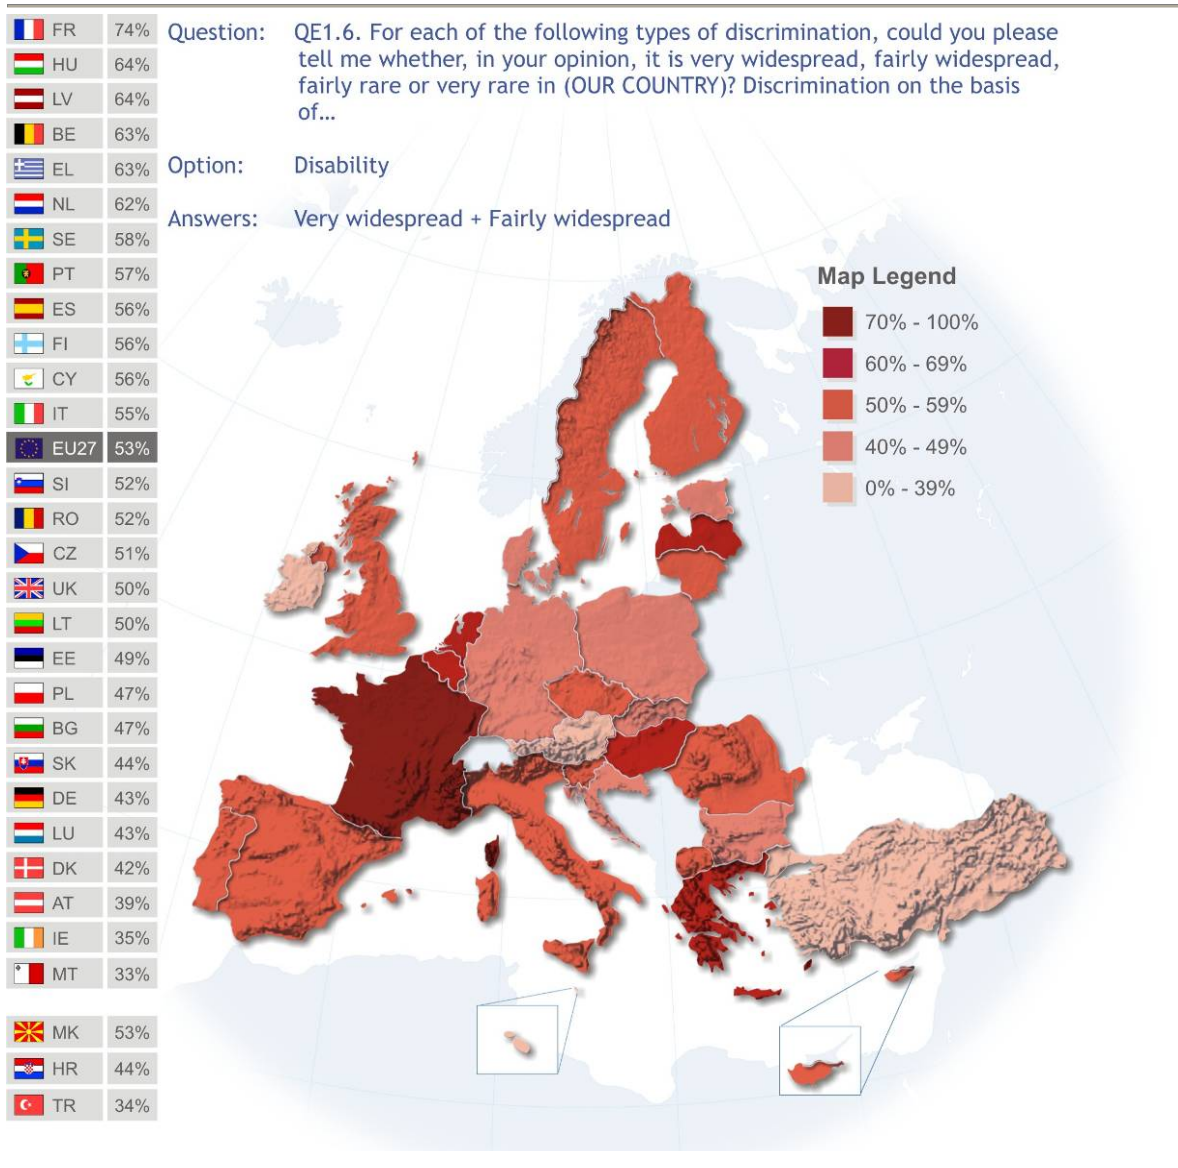 FR 74%
HU 64%
LV 64%
BE 63%
EL 63%
NL 62%
SE 58%
PT 57%
ES 56%
FI 56%
CY 56%
IT 55%
EU27 53%
SI 52%
RO 52%
CZ 51%
UK 50%
LT 50%
EE 49%
PL 47%
BG 47%
SK 44%
DE 43%
LU 43%
DK 42%
AT 39%
IE 35%
MT 33%
MK 53%
HR 44%
TR 34%
Question: QE1.6. For each of the following types of discrimination, could you please
tell me whether, in your opinion, it is very widespread, fairly widespread,
fairly rare or very rare in (OUR COUNTRY)? Discrimination on the basis
of…
Option: Disability
Answers: Very widespread + Fairly widespread
Map Legend
70% - 100%
60% - 69%
50% - 59%
40% - 49%
0% - 39%